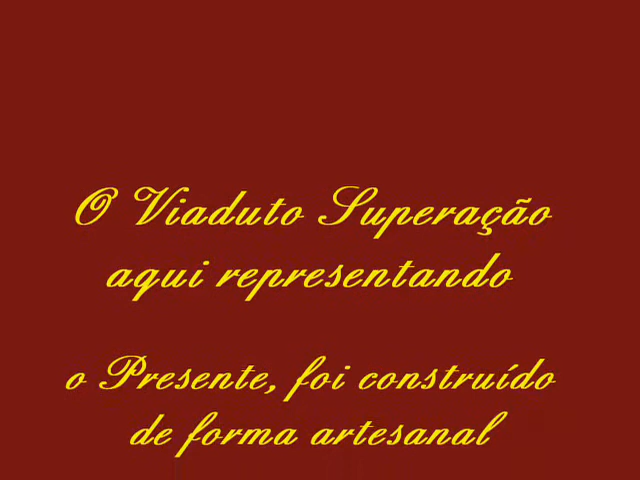 O Viaduto Superação
aqui representando
o Presente, foi construído
de forma artesanal